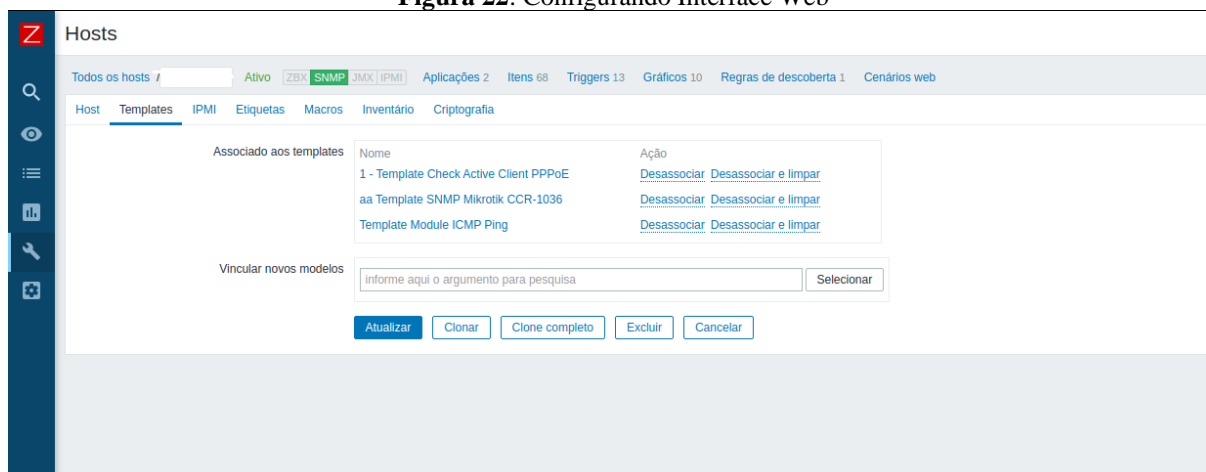 Figura 22. Configurando Interface Web
Z Hosts
Todos os hosts / Ativo ZBX SNMP JMX IPMI Aplicações 2 Itens 68 Triggers 13 Gráficos 10 Regras de descoberta 1 Cenários web
Host Templates IPMI Etiquetas Macros Inventário Criptografia
Associado aos templates Nome Ação
1 - Template Check Active Client PPPoE Desassociar Desassociar e limpar
aa Template SNMP Mikrotik CCR-1036 Desassociar Desassociar e limpar
Template Module ICMP Ping Desassociar Desassociar e limpar
Vincular novos modelos informe aqui o argumento para pesquisa Selecionar
Atualizar Clonar Clone completo Excluir Cancelar